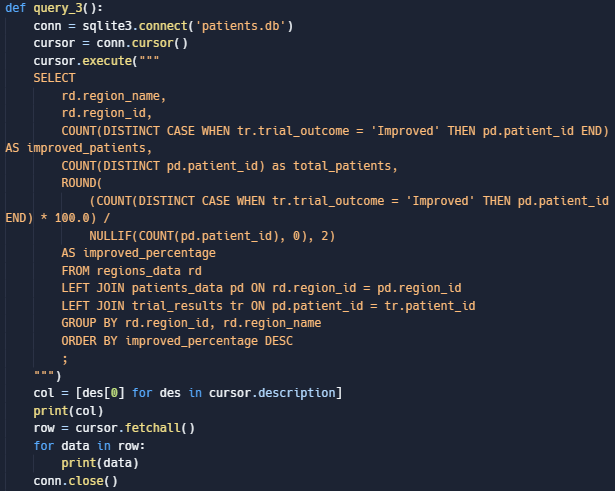 def query_3():
    conn = sqlite3.connect('patients.db')
    cursor = conn.cursor()
    cursor.execute("""
    SELECT
        rd.region_name,
        rd.region_id,
        COUNT(DISTINCT CASE WHEN tr.trial_outcome = 'Improved' THEN pd.patient_id END)
AS improved_patients,
        COUNT(DISTINCT pd.patient_id) as total_patients,
        ROUND(
            (COUNT(DISTINCT CASE WHEN tr.trial_outcome = 'Improved' THEN pd.patient_id
END) * 100.0) /
            NULLIF(COUNT(pd.patient_id), 0), 2)
        AS improved_percentage
        FROM regions_data rd
        LEFT JOIN patients_data pd ON rd.region_id = pd.region_id
        LEFT JOIN trial_results tr ON pd.patient_id = tr.patient_id
        GROUP BY rd.region_id, rd.region_name
        ORDER BY improved_percentage DESC
        ;
    """)
    col = [des[0] for des in cursor.description]
    print(col)
    row = cursor.fetchall()
    for data in row:
        print(data)
    conn.close()